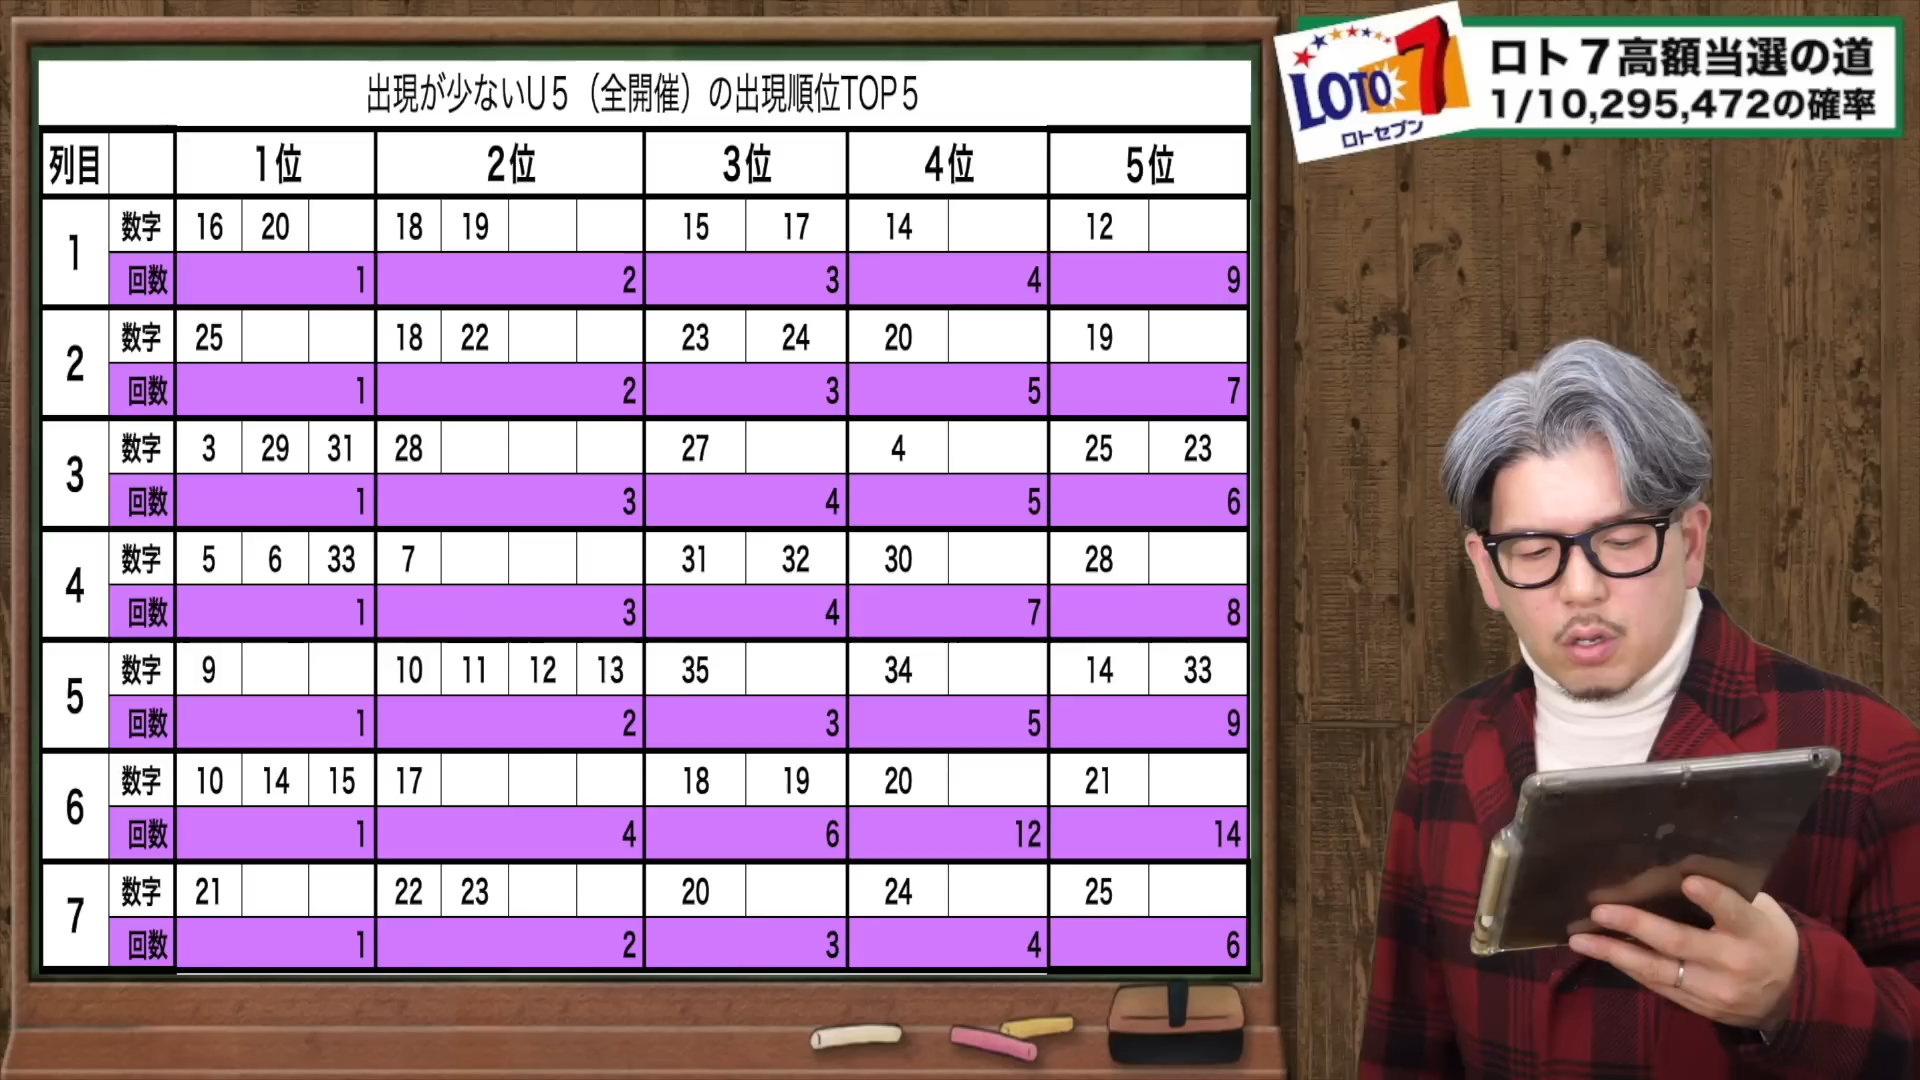 出現が少ないU5（全開催）の出現順位TOP5
列目 1位 2位 3位 4位 5位
1 数字 16 20 18 19 15 17 14 12
回数 1 2 3 4 9
2 数字 25 18 22 23 24 20 19
回数 1 2 3 5 7
3 数字 3 29 31 28 27 4 25 23
回数 1 3 4 5 6
4 数字 5 6 33 7 31 32 30 28
回数 1 3 4 7 8
5 数字 9 10 11 12 13 35 34 14 33
回数 1 2 3 5 9
6 数字 10 14 15 17 18 19 20 21
回数 1 4 6 12 14
7 数字 21 22 23 20 24 25
回数 1 2 3 4 6
LOTO 7
ロトセブン
ロト7高額当選の道
1/10,295,472の確率